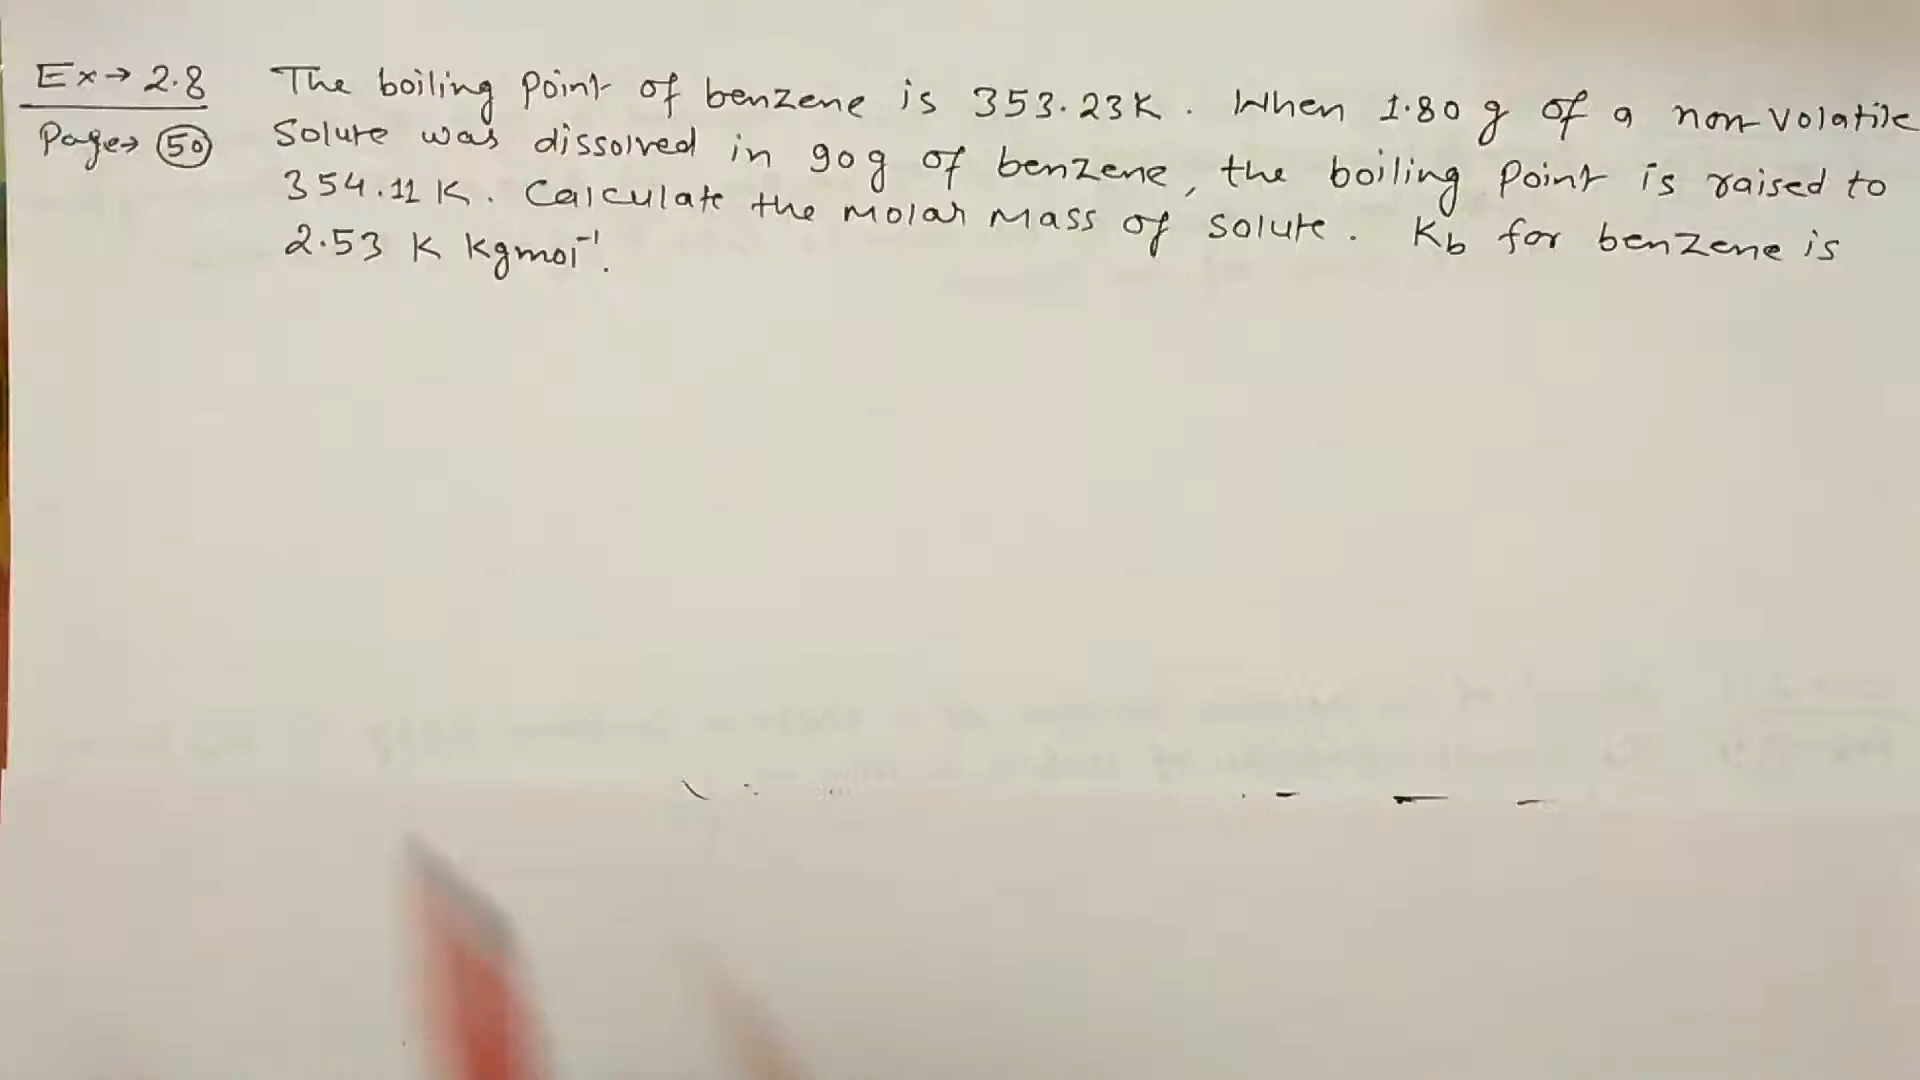 Ex→ 2.8 The boiling point of benzene is 353.23K. When 1.80 g of a non-volatile
Page→ 50 Solute was dissolved in 90g of benzene, the boiling point is raised to
354.11 K. Calculate the molar mass of solute. Kb for benzene is
2.53 K Kgmol⁻¹.